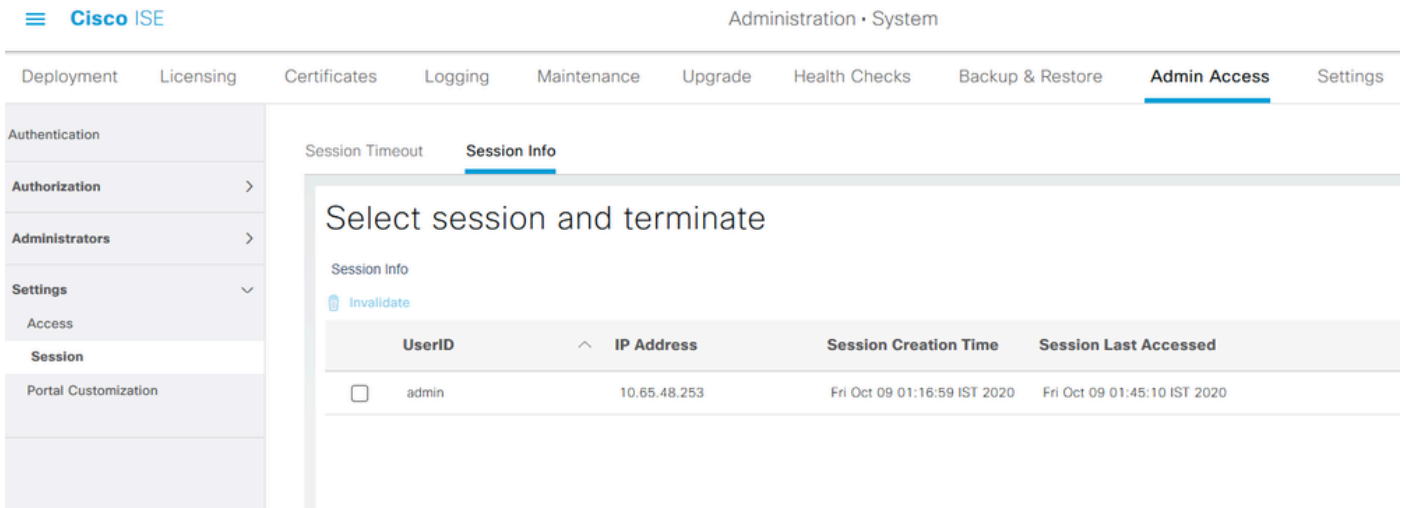 Cisco ISE
Administration · System
Deployment Licensing Certificates Logging Maintenance Upgrade Health Checks Backup & Restore Admin Access Settings
Authentication
Authorization
Administrators
Settings
Access
Session
Portal Customization
Session Timeout Session Info
Select session and terminate
Session Info
Invalidate
UserID IP Address Session Creation Time Session Last Accessed
admin 10.65.48.253 Fri Oct 09 01:16:59 IST 2020 Fri Oct 09 01:45:10 IST 2020